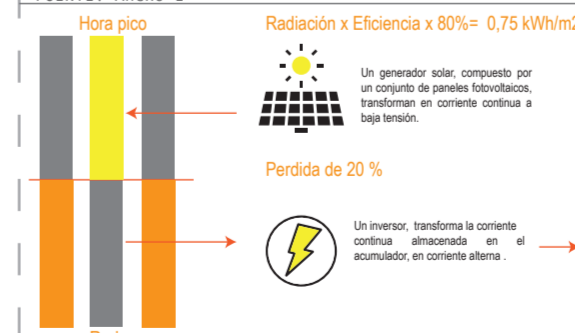 Hora pico
Radiación x Eficiencia x 80%= 0,75 kWh/m2
Un generador solar, compuesto por
un conjunto de paneles fotovoltaicos,
transforman en corriente continua a
baja tensión.
Perdida de 20 %
Un inversor, transforma la corriente
continua almacenada en el
acumulador, en corriente alterna .